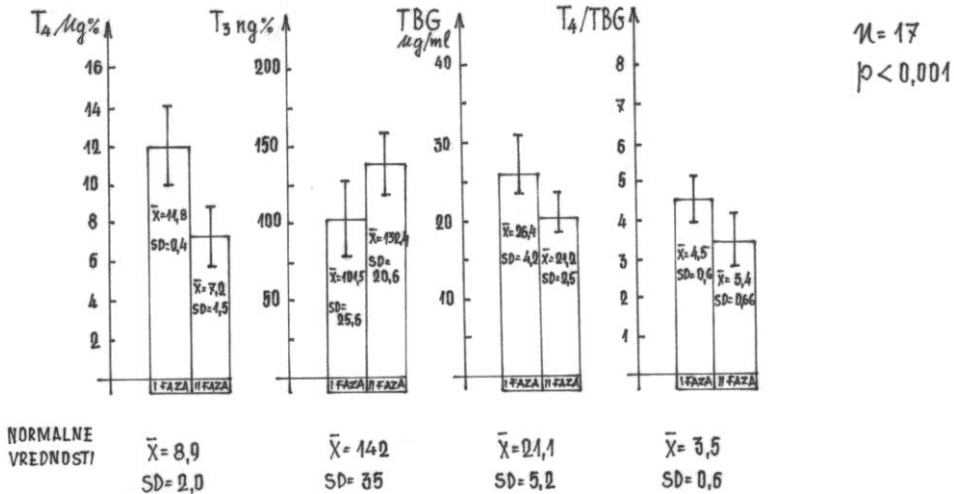 T₄/µg%
16
14
12
10
8
6
4
2
X̄=11,8
SD=2,4
X̄=7,2
SD=1,5
I FAZA
II FAZA
T₃ ng%
200
150
100
50
X̄=101,5
SD=
25,6
X̄=132,4
SD=
20,6
I FAZA
II FAZA
TBG
µg/ml
40
30
20
10
X̄=26,4
SD=4,2
X̄=21,2
SD=2,5
I FAZA
II FAZA
T₄/TBG
8
7
6
5
4
3
2
1
X̄=4,5
SD=0,6
X̄=3,4
SD=0,66
I FAZA
II FAZA
n=17
p<0,001
NORMALNE
VREDNOSTI
X̄=8,9
SD=2,0
X̄=142
SD=35
X̄=21,1
SD=5,2
X̄=3,5
SD=0,6